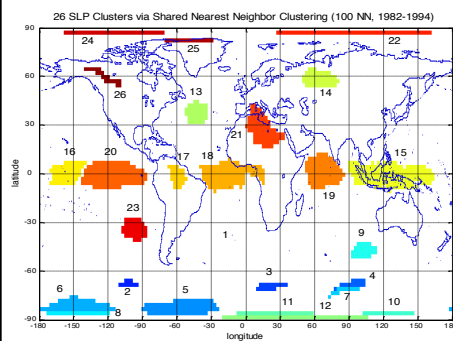 26 SLP Clusters via Shared Nearest Neighbor Clustering (100 NN, 1982-1994)
90
24 22
25
60
26 13 14
30
21
latitude
16 20 17 18 15
0
19
23
-30
1 9
-60
6 2 5 3 4
8 11 12 7 10
-90
-180 -150 -120 -90 -60 -30 0 30 60 90 120 150 180
longitude